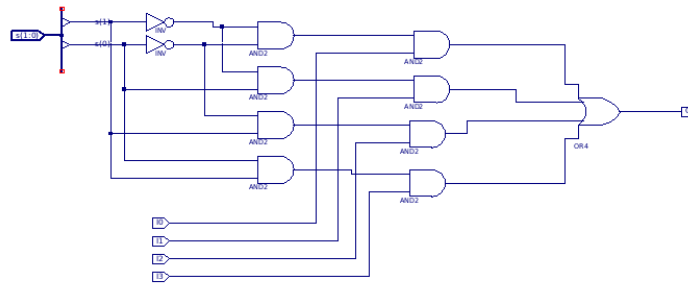 s(1)
INV
s(1:0)
s(0)
INV
AND2
AND2
AND2
AND2
AND2
AND2
OR4
AND2
AND2
I0
I1
I2
I3